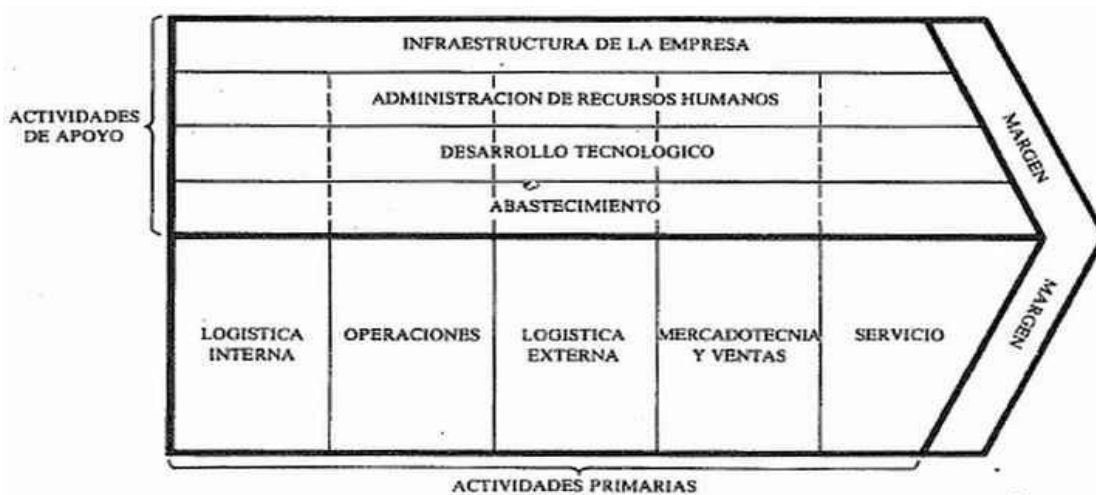 INFRAESTRUCTURA DE LA EMPRESA
ADMINISTRACION DE RECURSOS HUMANOS
ACTIVIDADES
DE APOYO
DESARROLLO TECNOLOGICO
ABASTECIMIENTO
MARGEN
LOGISTICA
INTERNA
OPERACIONES
LOGISTICA
EXTERNA
MERCADOTECNIA
Y VENTAS
SERVICIO
MARGEN
ACTIVIDADES PRIMARIAS